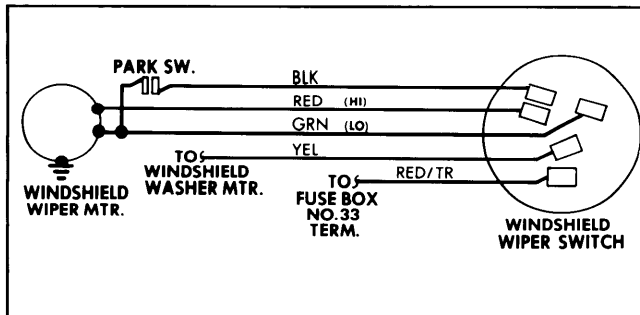 PARK SW.
BLK
RED (HI)
GRN (LO)
YEL
RED/TR
TO
WINDSHIELD
WASHER MTR.
TO
FUSE BOX
NO.33
TERM.
WINDSHIELD
WIPER MTR.
WINDSHIELD
WIPER SWITCH